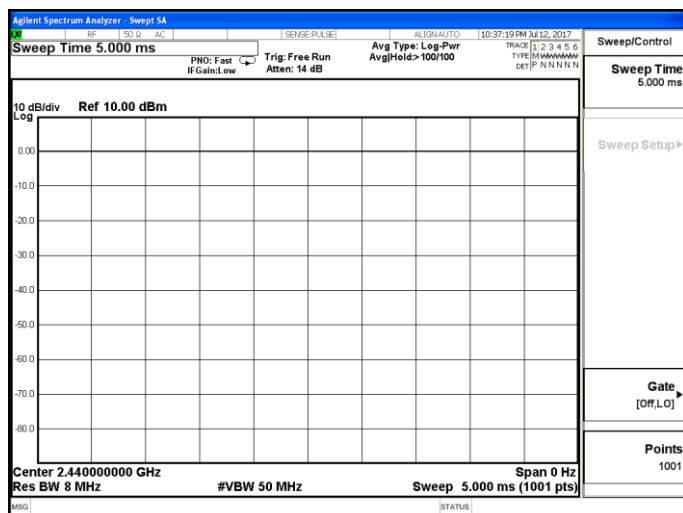 Agilent Spectrum Analyzer - Swept SA
LXI RF 50 Ω AC SENSE:PULSE ALIGN AUTO 10:37:19 PM Jul 12, 2017
Sweep Time 5.000 ms
PNO: Fast
IFGain:Low
Trig: Free Run
Atten: 14 dB
Avg Type: Log-Pwr
Avg|Hold:>100/100
TRACE 1 2 3 4 5 6
TYPE MWWWWW
DET P N N N N N
10 dB/div Ref 10.00 dBm
Log
0.00
-10.0
-20.0
-30.0
-40.0
-50.0
-60.0
-70.0
-80.0
Center 2.440000000 GHz Span 0 Hz
Res BW 8 MHz #VBW 50 MHz Sweep 5.000 ms (1001 pts)
MSG STATUS
Sweep/Control
Sweep Time
5.000 ms
Sweep Setup
Gate
[Off,LO]
Points
1001